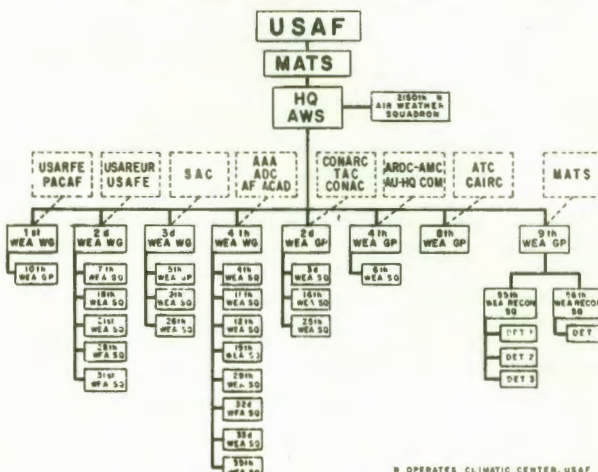 USAF
MATS
HQ
AWS
2150th
AIR WEATHER
SQUADRON
USARFE
PACAF
USAREUR
USAFE
SAC
AAA
ADC
AF ACAD
CONARC
TAC
CONAC
ARDC-AMC
AU-HQ COM
ATC
CAIRC
MATS
1st
WEA WG
2d
WEA WG
3d
WEA WG
4th
WEA WG
2d
WEA GP
4th
WEA GP
8th
WEA GP
9th
WEA GP
10th
WEA GP
7th
WEA SQ
18th
WEA SQ
21st
WEA SQ
28th
WEA SQ
31st
WEA SQ
5th
WEA GP
WEA SQ
26th
WEA SQ
WEA SQ
11th
WEA SQ
12th
WEA SQ
19th
WEA SQ
29th
WEA SQ
32d
WEA SQ
33d
WEA SQ
WEA SQ
3d
WEA SQ
16th
WEA SQ
25th
WEA SQ
6th
WEA SQ
55th
WEA RECON
SQ
DET 1
DET 2
DET 3
56th
WEA RECON
SQ
DET
OPERATES CLIMATIC CENTER, USAF